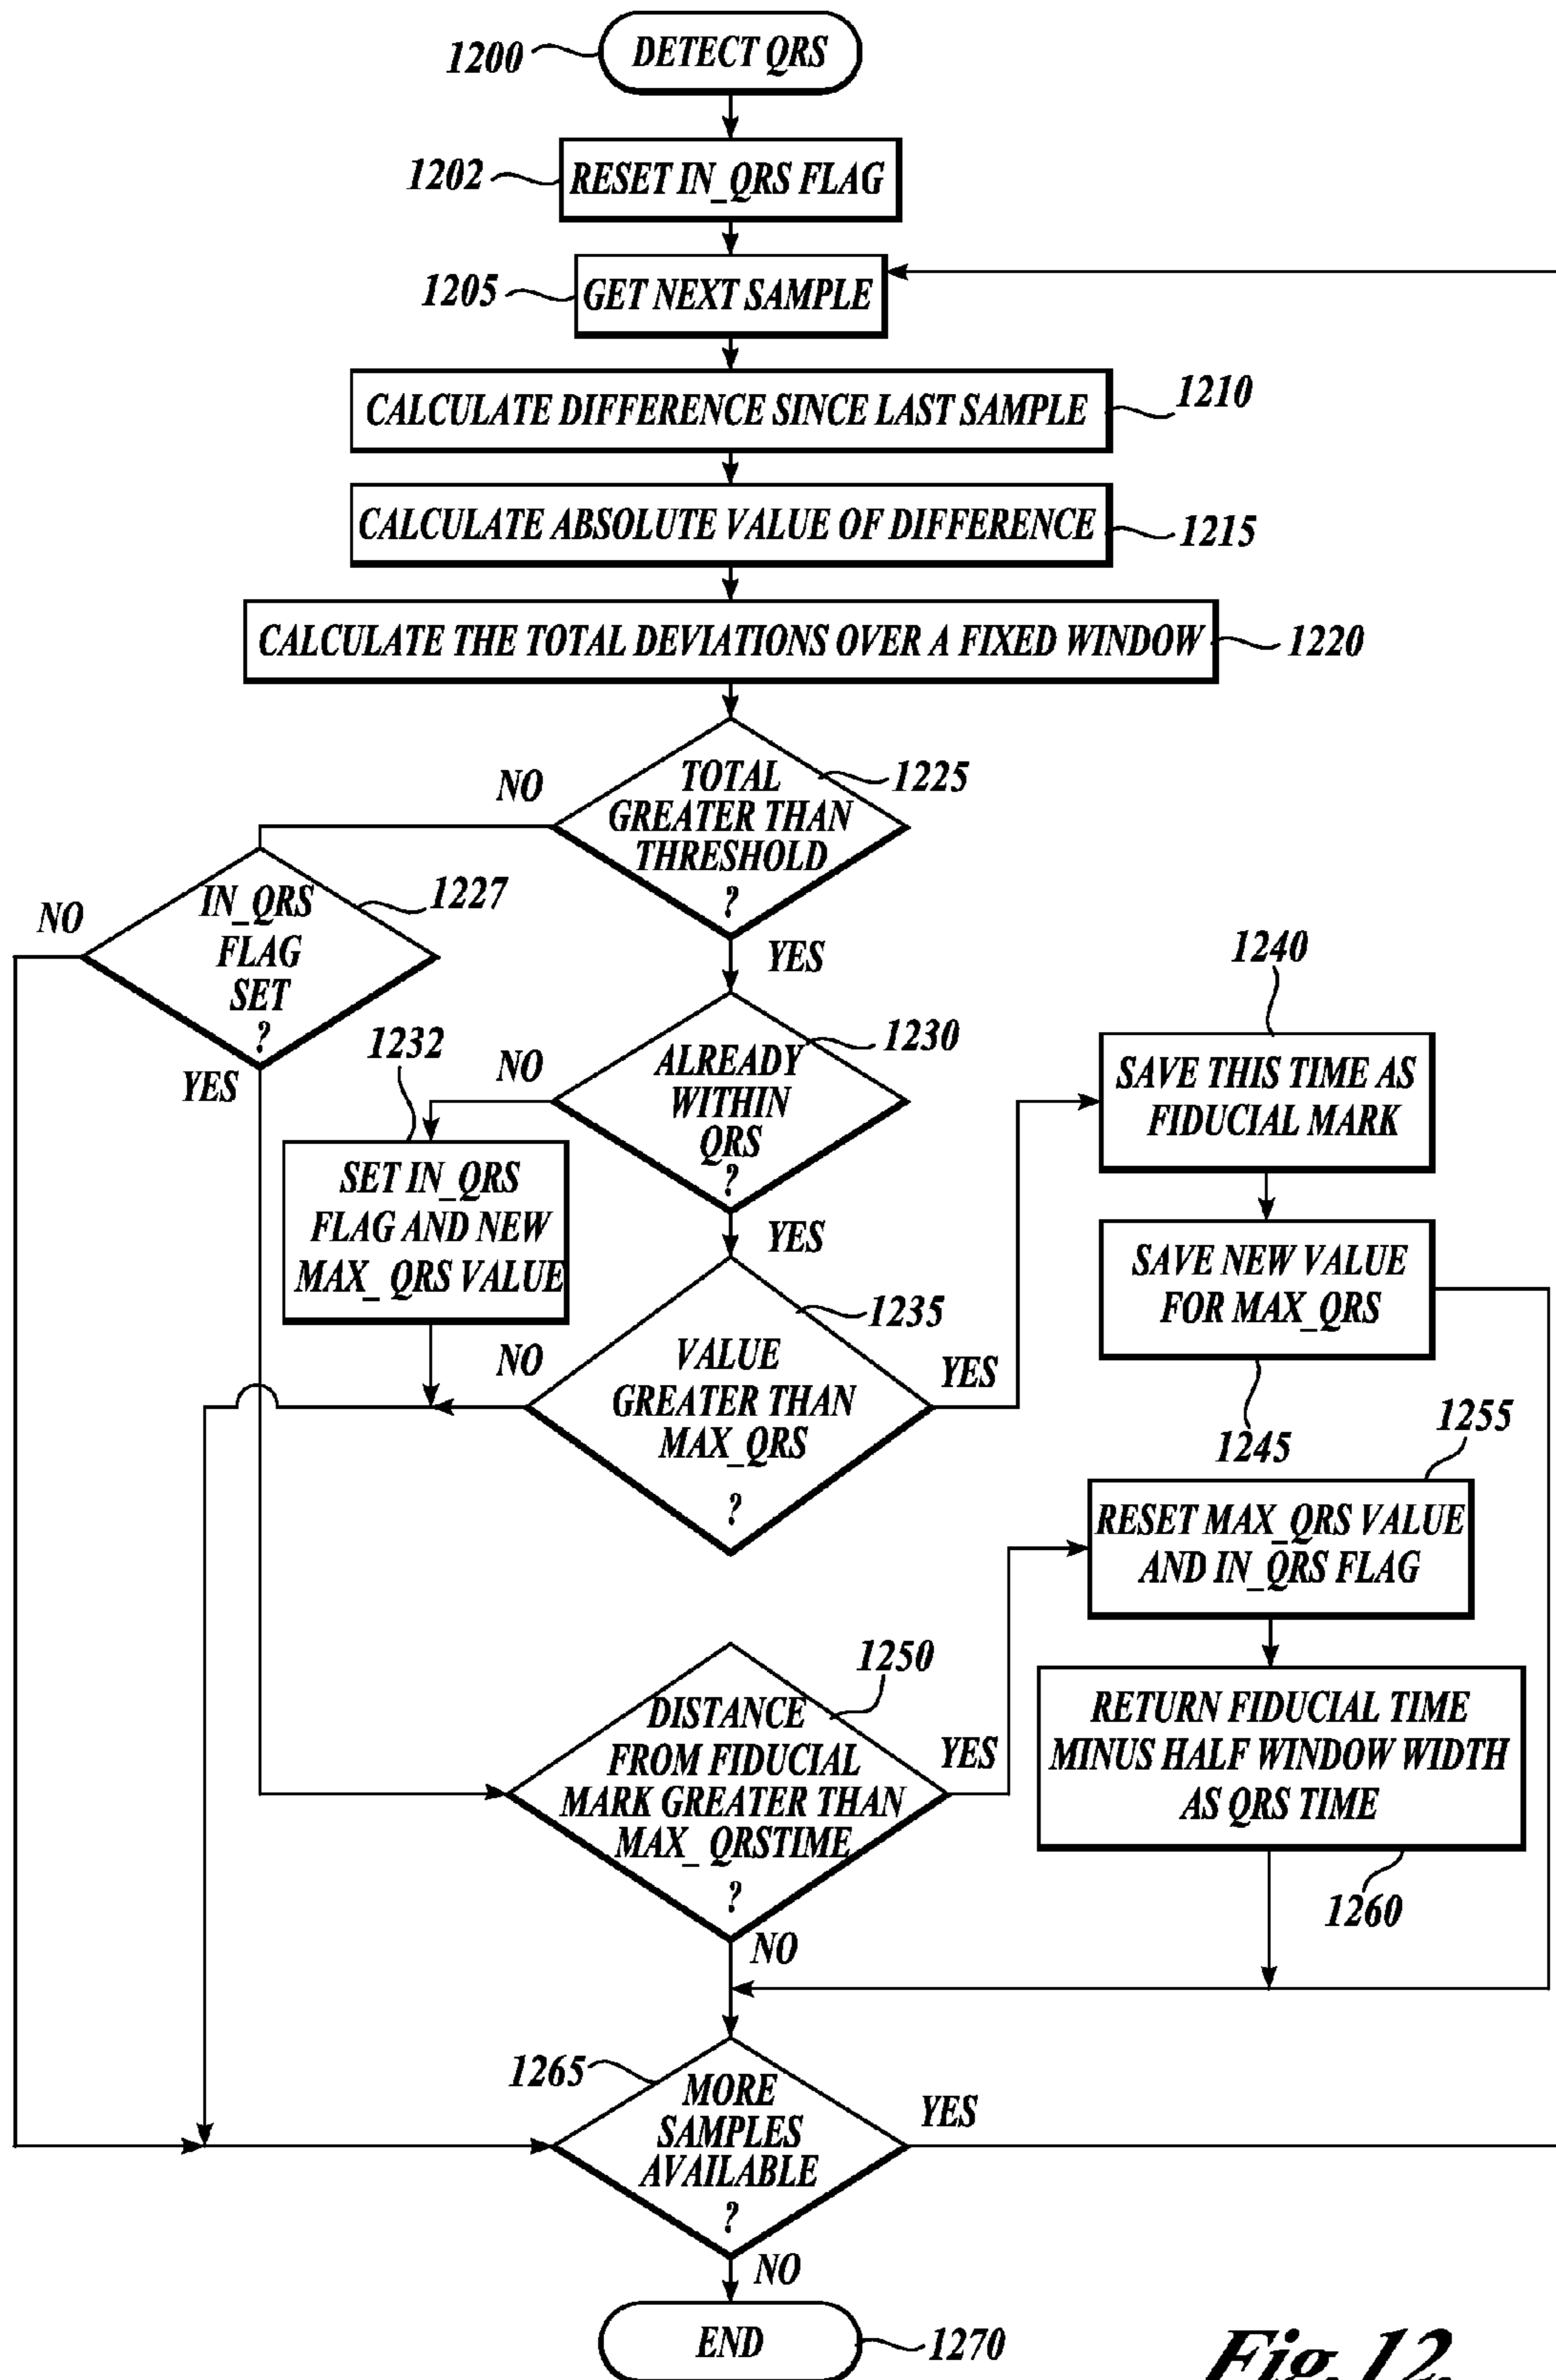 DETECT QRS
1200
RESET IN_QRS FLAG
1202
GET NEXT SAMPLE
1205
CALCULATE DIFFERENCE SINCE LAST SAMPLE
1210
CALCULATE ABSOLUTE VALUE OF DIFFERENCE
1215
CALCULATE THE TOTAL DEVIATIONS OVER A FIXED WINDOW
1220
TOTAL
GREATER THAN
THRESHOLD
?
1225
NO
YES
IN_QRS
FLAG
SET
?
1227
NO
YES
ALREADY
WITHIN
QRS
?
1230
NO
YES
1232
SET IN_QRS
FLAG AND NEW
MAX_ QRS VALUE
VALUE
GREATER THAN
MAX_QRS
?
1235
NO
YES
1240
SAVE THIS TIME AS
FIDUCIAL MARK
SAVE NEW VALUE
FOR MAX_QRS
1245
DISTANCE
FROM FIDUCIAL
MARK GREATER THAN
MAX_ QRSTIME
?
1250
YES
NO
1255
RESET MAX_QRS VALUE
AND IN_QRS FLAG
RETURN FIDUCIAL TIME
MINUS HALF WINDOW WIDTH
AS QRS TIME
1260
MORE
SAMPLES
AVAILABLE
?
1265
YES
NO
END
1270
Fig.12.